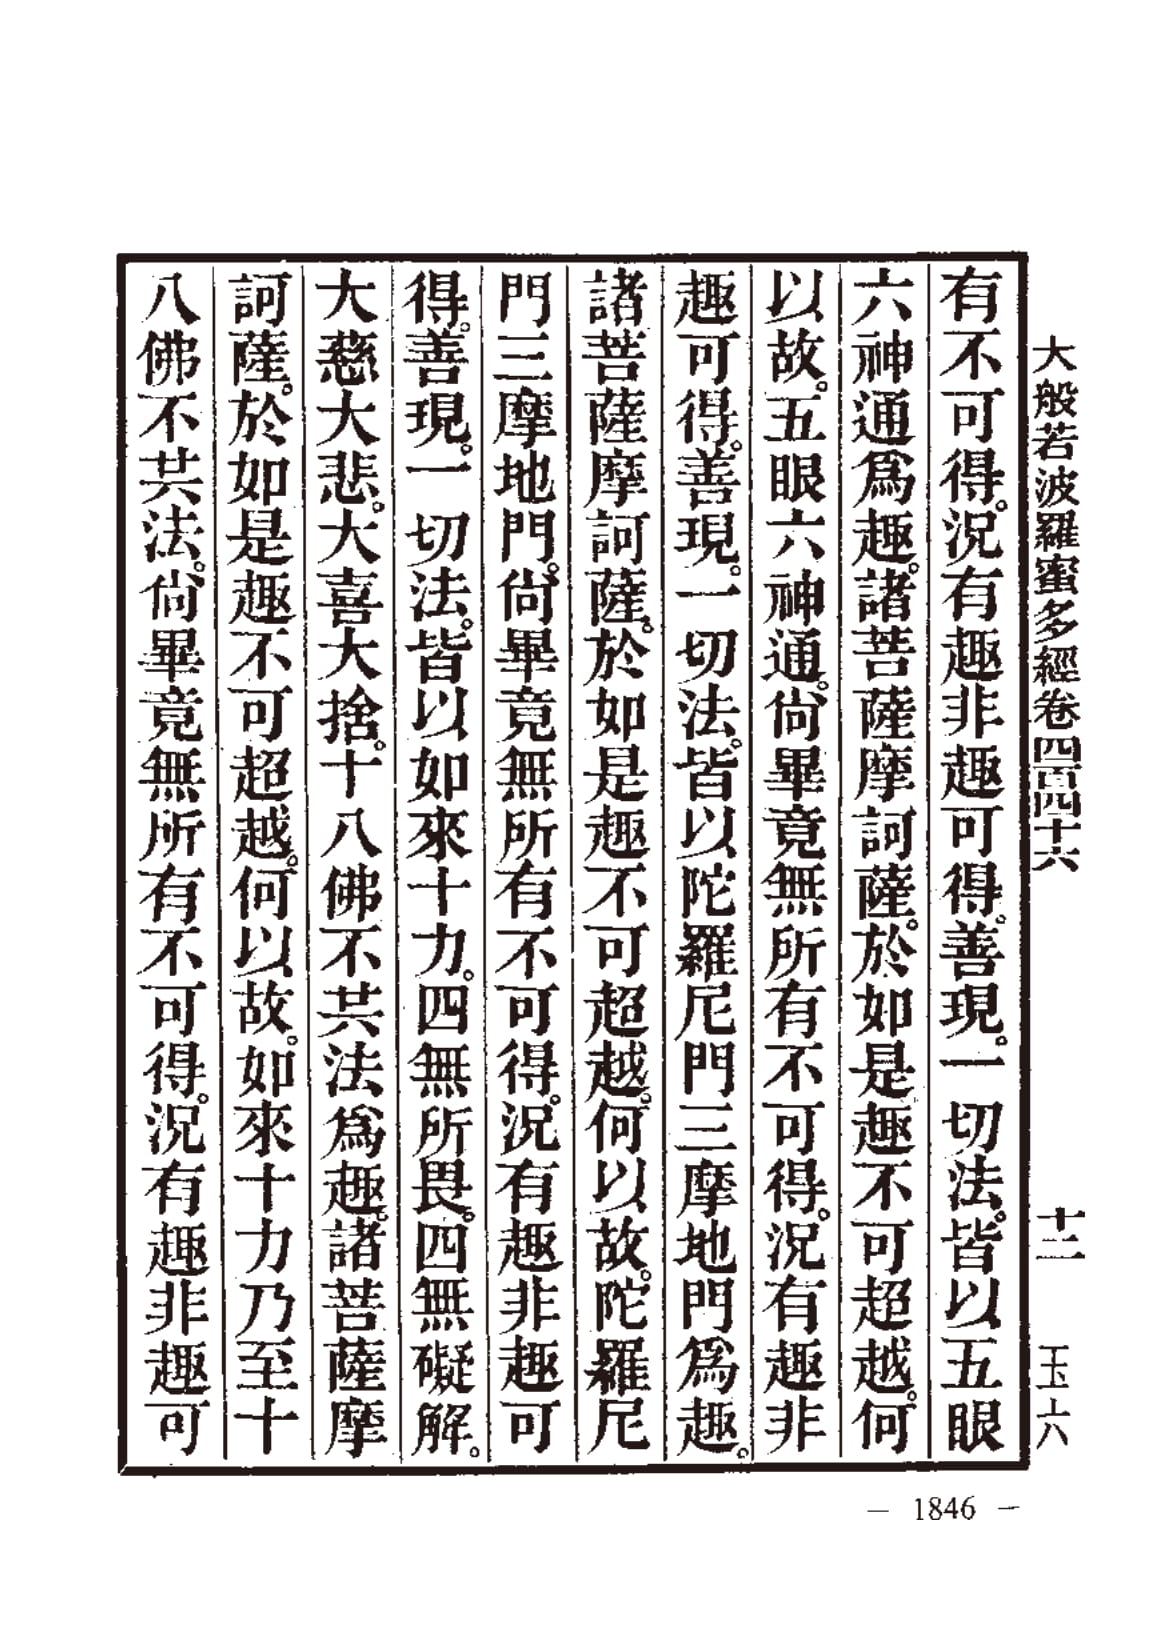 大般若波羅蜜多經卷四百四十六 十二 玉六
有不可得。況有趣非趣可得。善現。一切法。皆以五眼
六神通爲趣。諸菩薩摩訶薩。於如是趣不可超越。何
以故。五眼六神通。尙畢竟無所有不可得。況有趣非
趣可得。善現。一切法。皆以陀羅尼門三摩地門爲趣。
諸菩薩摩訶薩。於如是趣不可超越。何以故。陀羅尼
門三摩地門。尙畢竟無所有不可得。況有趣非趣可
得。善現。一切法。皆以如來十力。四無所畏。四無礙解。
大慈大悲。大喜大捨。十八佛不共法爲趣。諸菩薩摩
訶薩。於如是趣不可超越。何以故。如來十力乃至十
八佛不共法。尙畢竟無所有不可得。況有趣非趣可
— 1846 —